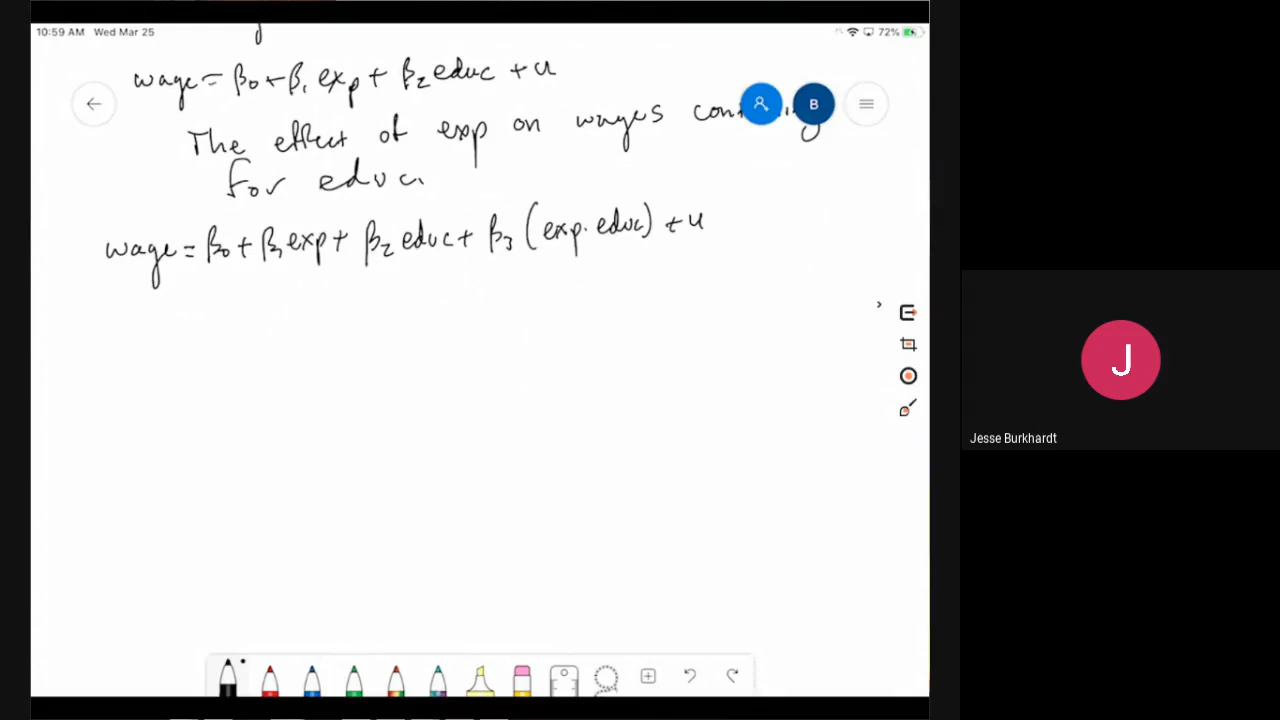 10:59 AM Wed Mar 25
72%
wage = β0 + β1 exp + β2 educ + u
B
The effect of exp on wages
for educ.
wage = β0 + β1 exp + β2 educ + β3 (exp · educ) + u
J
Jesse Burkhardt